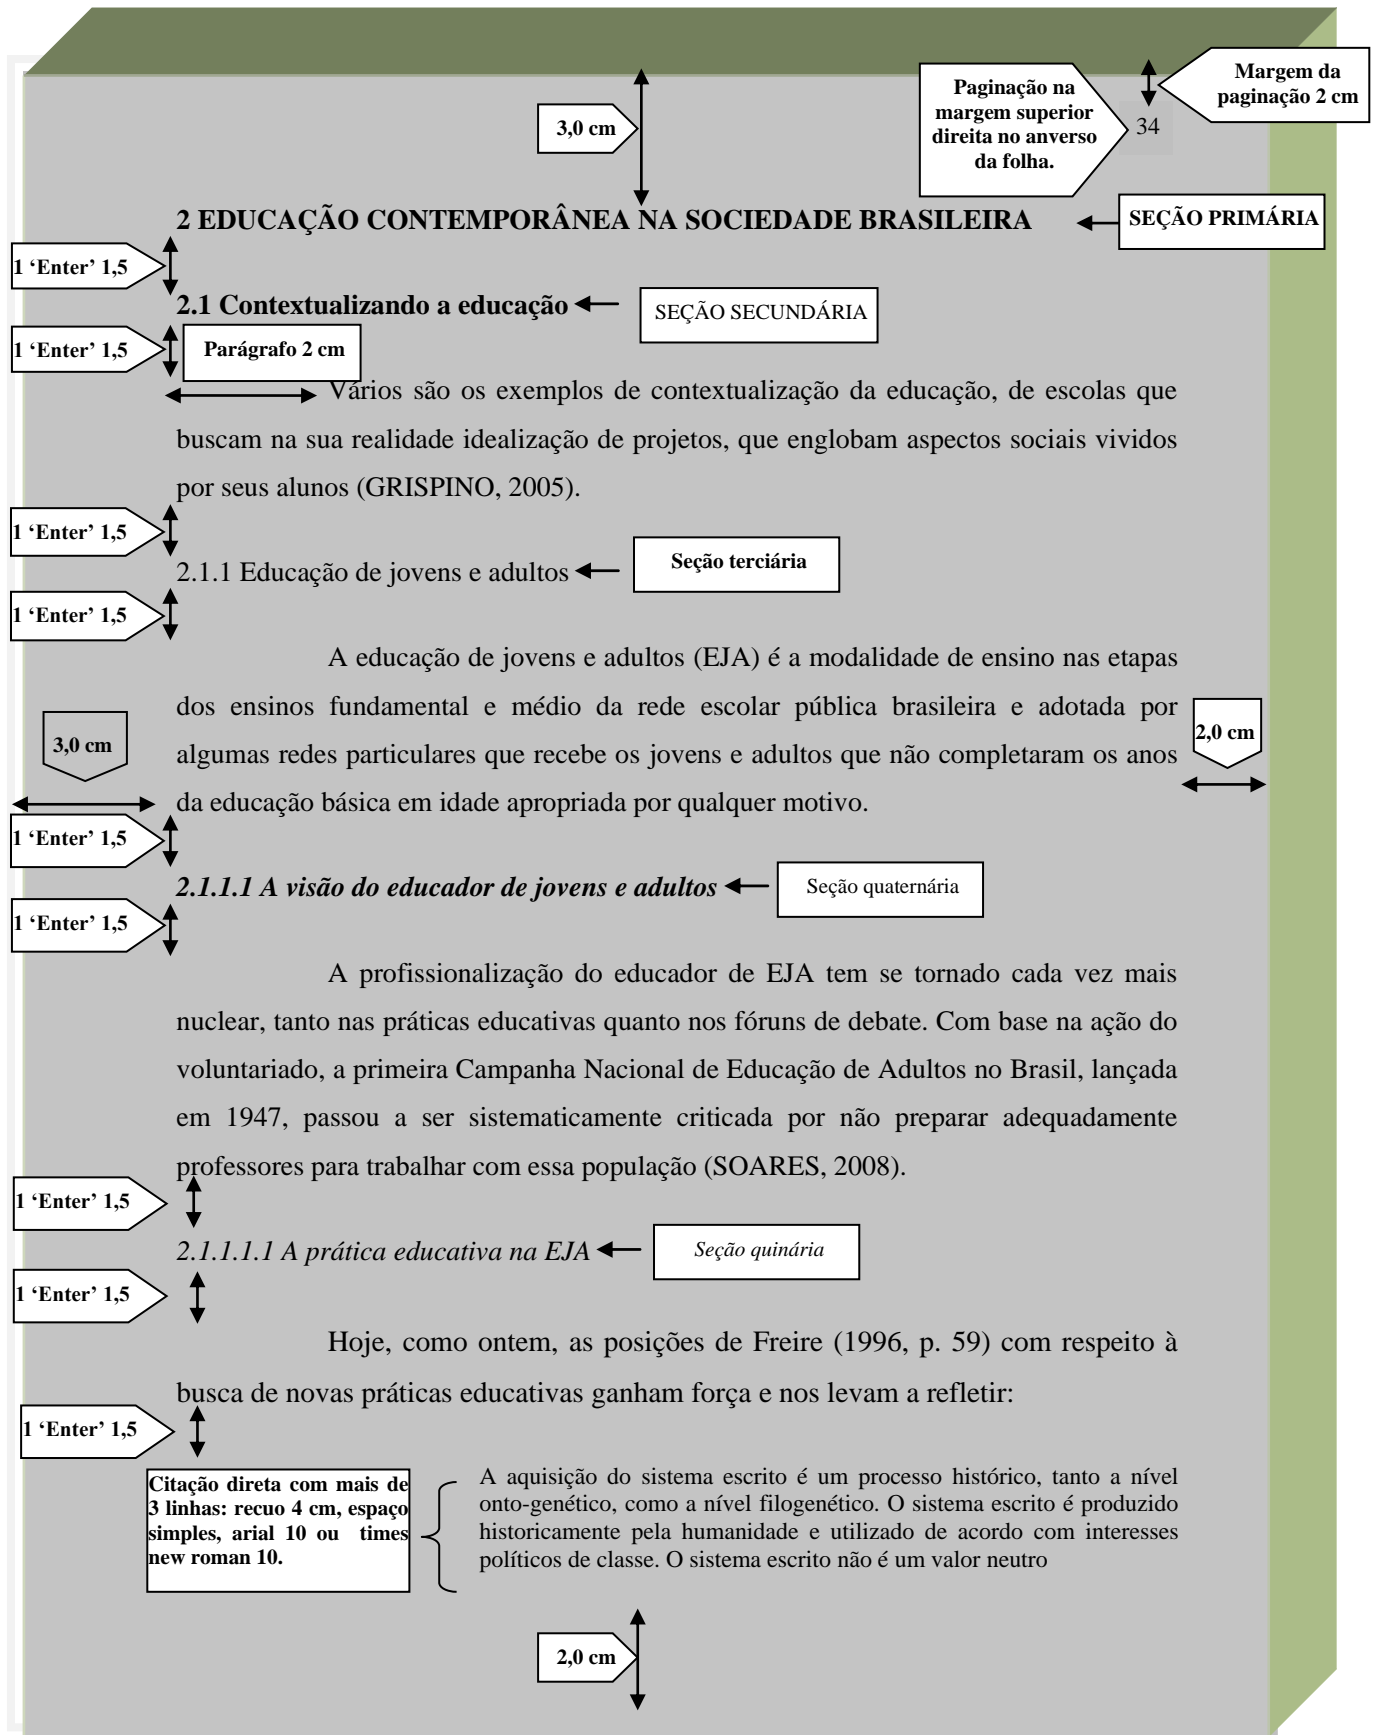 Margem da
paginação 2 cm
Paginação na
margem superior
direita no anverso
da folha.
34
3,0 cm
2 EDUCAÇÃO CONTEMPORÂNEA NA SOCIEDADE BRASILEIRA
SEÇÃO PRIMÁRIA
1 ‘Enter’ 1,5
2.1 Contextualizando a educação
SEÇÃO SECUNDÁRIA
1 ‘Enter’ 1,5
Parágrafo 2 cm
Vários são os exemplos de contextualização da educação, de escolas que
buscam na sua realidade idealização de projetos, que englobam aspectos sociais vividos
por seus alunos (GRISPINO, 2005).
1 ‘Enter’ 1,5
2.1.1 Educação de jovens e adultos
Seção terciária
1 ‘Enter’ 1,5
A educação de jovens e adultos (EJA) é a modalidade de ensino nas etapas
dos ensinos fundamental e médio da rede escolar pública brasileira e adotada por
algumas redes particulares que recebe os jovens e adultos que não completaram os anos
da educação básica em idade apropriada por qualquer motivo.
3,0 cm
2,0 cm
1 ‘Enter’ 1,5
2.1.1.1 A visão do educador de jovens e adultos
Seção quaternária
1 ‘Enter’ 1,5
A profissionalização do educador de EJA tem se tornado cada vez mais
nuclear, tanto nas práticas educativas quanto nos fóruns de debate. Com base na ação do
voluntariado, a primeira Campanha Nacional de Educação de Adultos no Brasil, lançada
em 1947, passou a ser sistematicamente criticada por não preparar adequadamente
professores para trabalhar com essa população (SOARES, 2008).
1 ‘Enter’ 1,5
2.1.1.1.1 A prática educativa na EJA
Seção quinária
1 ‘Enter’ 1,5
Hoje, como ontem, as posições de Freire (1996, p. 59) com respeito à
busca de novas práticas educativas ganham força e nos levam a refletir:
1 ‘Enter’ 1,5
Citação direta com mais de
3 linhas: recuo 4 cm, espaço
simples, arial 10 ou times
new roman 10.
A aquisição do sistema escrito é um processo histórico, tanto a nível
onto-genético, como a nível filogenético. O sistema escrito é produzido
historicamente pela humanidade e utilizado de acordo com interesses
políticos de classe. O sistema escrito não é um valor neutro
2,0 cm